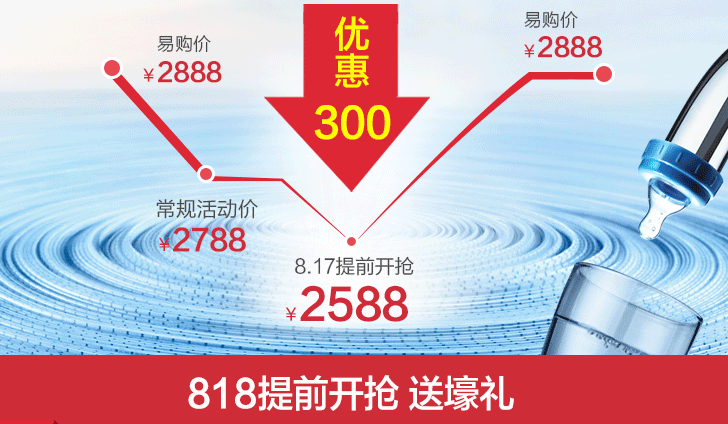 易购价
¥2888
优惠
300
易购价
¥2888
常规活动价
¥2788
8.17提前开抢
¥2588
818提前开抢 送壕礼